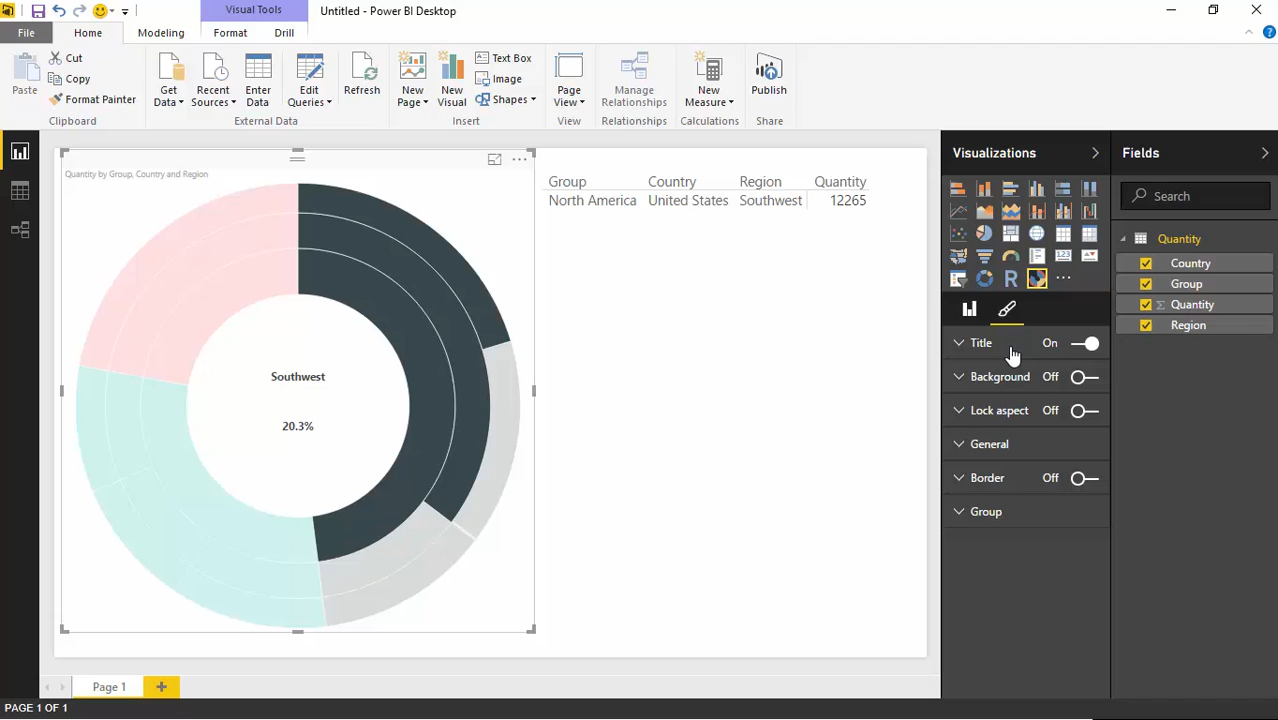 Visual Tools
Untitled - Power BI Desktop
File
Home
Modeling
Format
Drill
Paste
Cut
Copy
Format Painter
Clipboard
Get Data
Recent Sources
Enter Data
Edit Queries
Refresh
External Data
New Page
New Visual
Text Box
Image
Shapes
Insert
Page View
View
Manage Relationships
Relationships
New Measure
Calculations
Publish
Share
Quantity by Group, Country and Region
Southwest
20.3%
Group Country Region Quantity
North America United States Southwest 12265
Visualizations
R
123
Title On
Background Off
Lock aspect Off
General
Border Off
Group
Fields
Search
Quantity
Country
Group
Σ Quantity
Region
Page 1
PAGE 1 OF 1